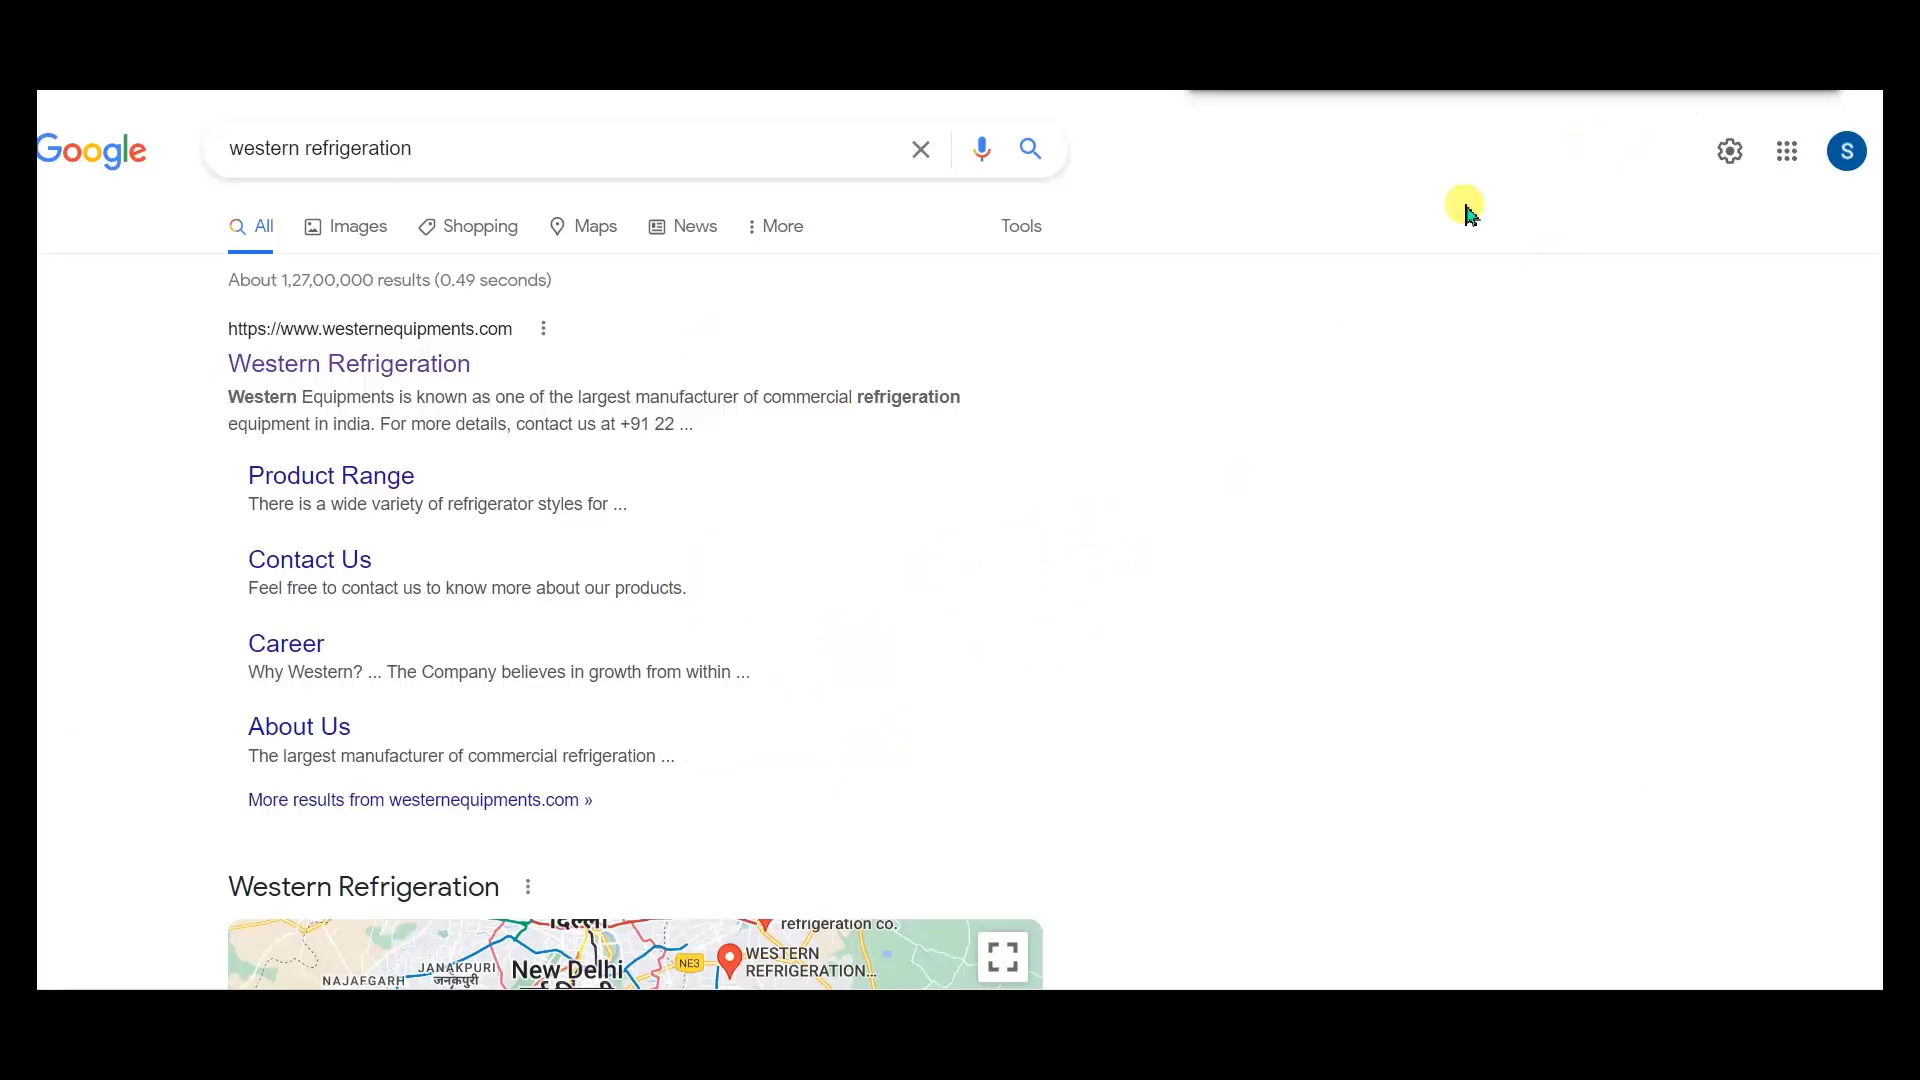 Google
western refrigeration
S
All Images Shopping Maps News More Tools
About 1,27,00,000 results (0.49 seconds)
https://www.westernequipments.com
Western Refrigeration
Western Equipments is known as one of the largest manufacturer of commercial refrigeration
equipment in india. For more details, contact us at +91 22 ...
Product Range
There is a wide variety of refrigerator styles for ...
Contact Us
Feel free to contact us to know more about our products.
Career
Why Western? ... The Company believes in growth from within ...
About Us
The largest manufacturer of commercial refrigeration ...
More results from westernequipments.com »
Western Refrigeration
दिल्ली
refrigeration co.
WESTERN
REFRIGERATION...
NE3
New Delhi
JANAKPURI
जनकपुरी
NAJAFGARH